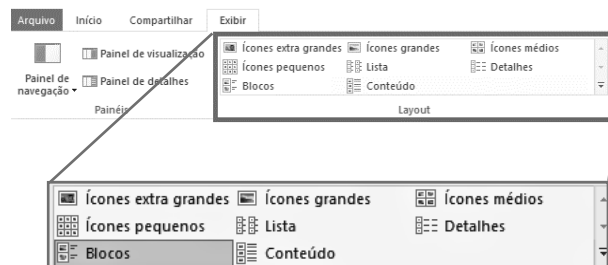 Arquivo Início Compartilhar Exibir
Painel de navegação
Painel de visualização
Painel de detalhes
Painéis
Ícones extra grandes Ícones grandes Ícones médios
Ícones pequenos Lista Detalhes
Blocos Conteúdo
Layout
Ícones extra grandes Ícones grandes Ícones médios
Ícones pequenos Lista Detalhes
Blocos Conteúdo